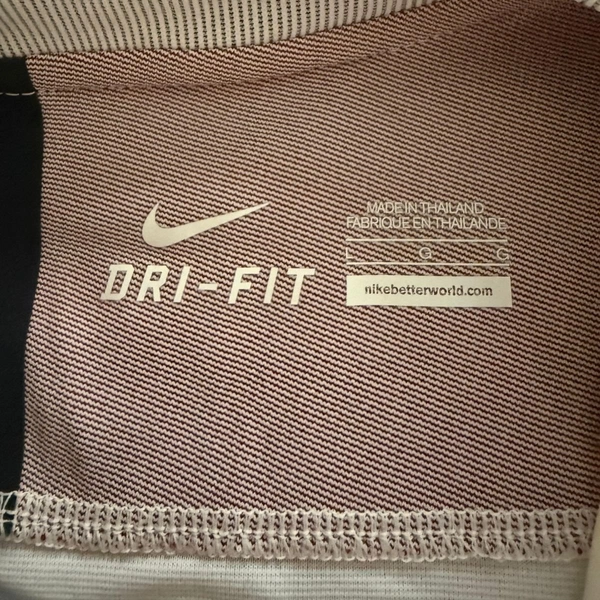 DRI-FIT
MADE IN THAILAND
FABRIQUE EN THAILANDE
L G G
nikebetterworld.com